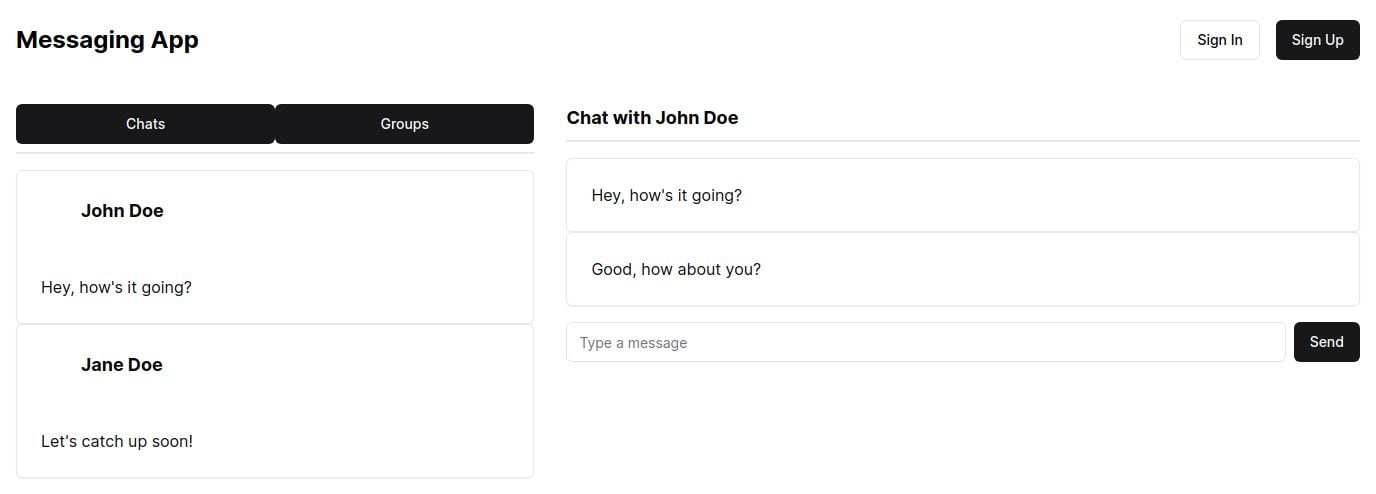 Messaging App
Sign In
Sign Up
Chats
Groups
John Doe
Hey, how's it going?
Jane Doe
Let's catch up soon!
Chat with John Doe
Hey, how's it going?
Good, how about you?
Type a message
Send